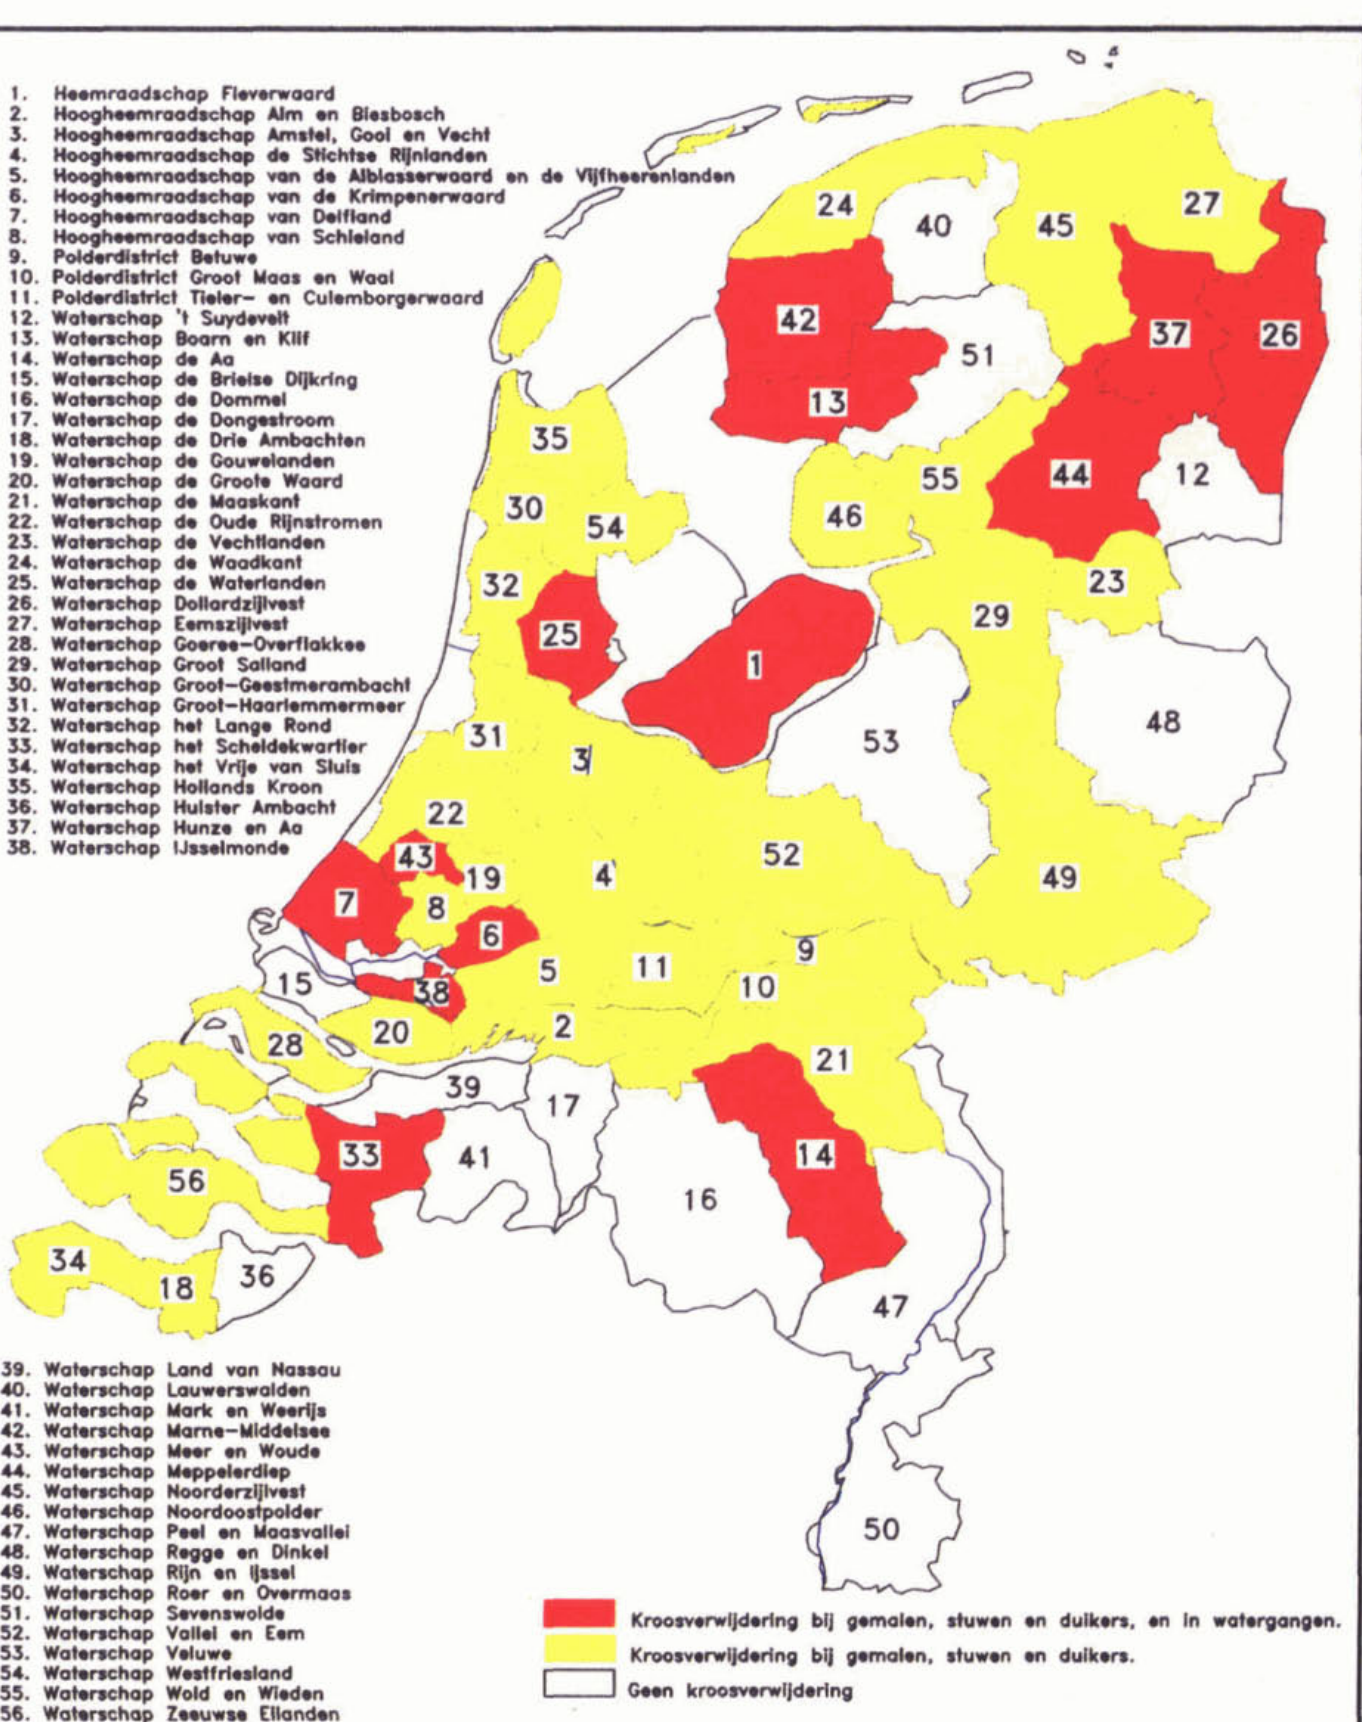 1. Heemraadschap Fleverwaard
2. Hoogheemraadschap Alm en Biesbosch
3. Hoogheemraadschap Amstel, Gooi en Vecht
4. Hoogheemraadschap de Stichtse Rijnlanden
5. Hoogheemraadschap van de Alblasserwaard en de Vijfheerenlanden
6. Hoogheemraadschap van de Krimpenerwaard
7. Hoogheemraadschap van Delfland
8. Hoogheemraadschap van Schieland
9. Polderdistrict Betuwe
10. Polderdistrict Groot Maas en Waal
11. Polderdistrict Tieler- en Culemborgerwaard
12. Waterschap 't Suydevelt
13. Waterschap Boarn en Klif
14. Waterschap de Aa
15. Waterschap de Brielse Dijkring
16. Waterschap de Dommel
17. Waterschap de Dongestroom
18. Waterschap de Drie Ambachten
19. Waterschap de Gouwelanden
20. Waterschap de Groote Waard
21. Waterschap de Maaskant
22. Waterschap de Oude Rijnstromen
23. Waterschap de Vechtlanden
24. Waterschap de Waadkant
25. Waterschap de Waterlanden
26. Waterschap Dollardzijlvest
27. Waterschap Eemszijlvest
28. Waterschap Goeree-Overflakkee
29. Waterschap Groot Salland
30. Waterschap Groot-Geestmerambacht
31. Waterschap Groot-Haarlemmermeer
32. Waterschap het Lange Rond
33. Waterschap het Scheldekwartier
34. Waterschap het Vrije van Sluis
35. Waterschap Hollands Kroon
36. Waterschap Hulster Ambacht
37. Waterschap Hunze en Aa
38. Waterschap IJsselmonde
24
40
45
27
42
51
37
26
13
35
55
44
12
30
54
46
32
23
25
29
1
31
3
53
48
22
43
19
4
52
49
7
8
6
9
5
11
10
15
38
20
2
28
21
39
17
33
41
14
56
16
34
18
36
47
50
39. Waterschap Land van Nassau
40. Waterschap Lauwerswalden
41. Waterschap Mark en Weerijs
42. Waterschap Marne-Middelsee
43. Waterschap Meer en Woude
44. Waterschap Meppelerdiep
45. Waterschap Noorderzijlvest
46. Waterschap Noordoostpolder
47. Waterschap Peel en Maasvallei
48. Waterschap Regge en Dinkel
49. Waterschap Rijn en Ijssel
50. Waterschap Roer en Overmaas
51. Waterschap Sevenswolde
52. Waterschap Vallei en Eem
53. Waterschap Veluwe
54. Waterschap Westfriesland
55. Waterschap Wold en Wieden
56. Waterschap Zeeuwse Eilanden
Kroosverwijdering bij gemalen, stuwen en duikers, en in watergangen.
Kroosverwijdering bij gemalen, stuwen en duikers.
Geen kroosverwijdering